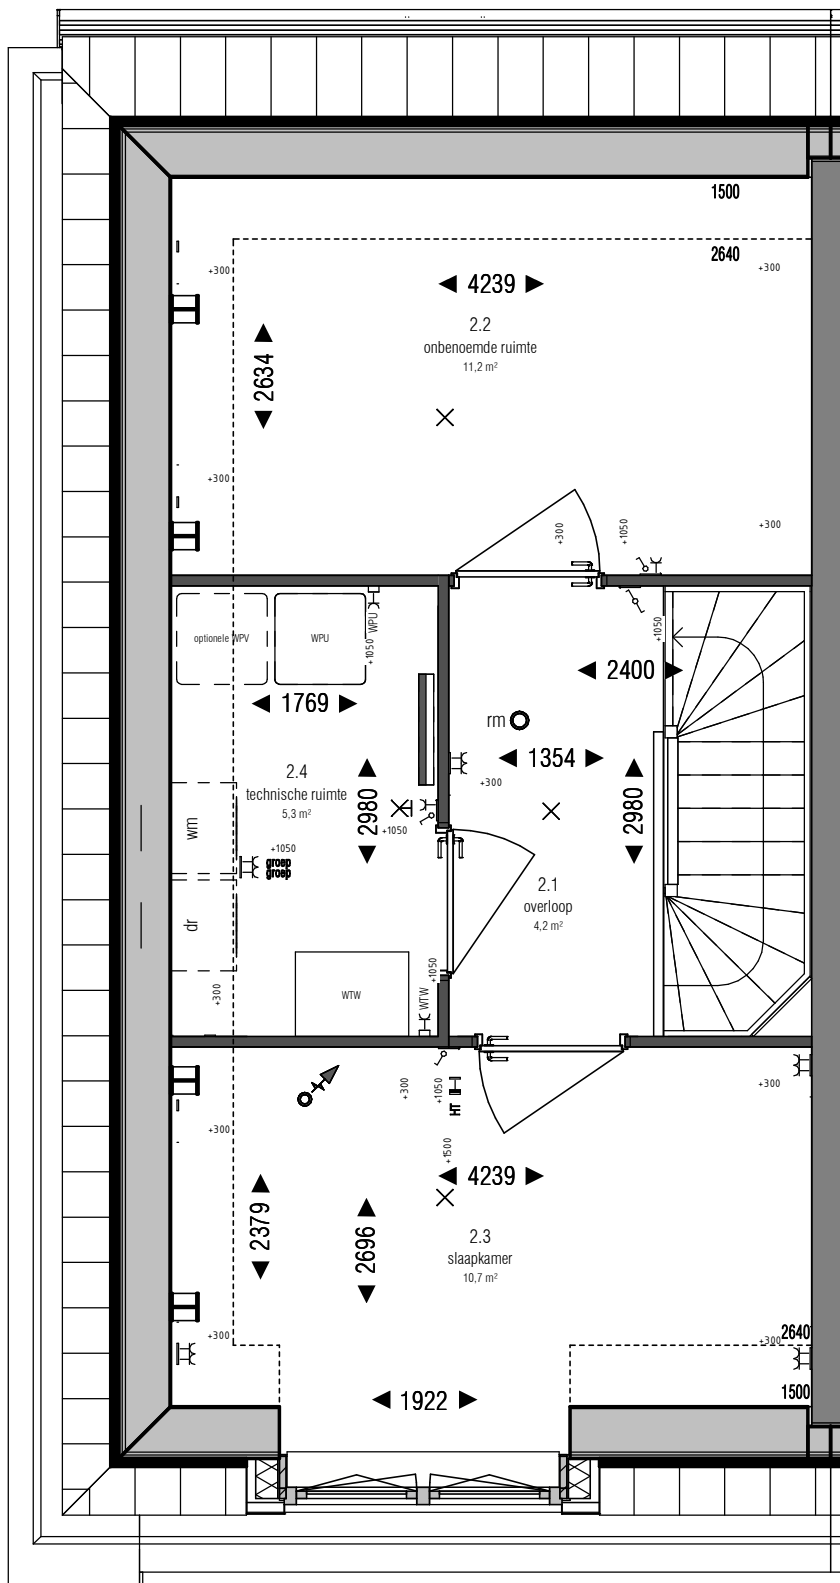 1500
2640
+300
+300
4239
2.2
onbenoemde ruimte
11,2 m²
2634
+300
+300
+300
+1050
optionele WPV
WPU
+1050 WPU
+1050
2400
1769
rm
1354
+300
2.4
technische ruimte
5,3 m²
2980
2980
+1050
wm
+1050
groep
groep
2.1
overloop
4,2 m²
dr
+1050
WTW
WTW
+300
+300
+1050
HT
+300
+300
+1500
4239
2379
2696
2.3
slaapkamer
10,7 m²
+300
+300
2640
1922
1500